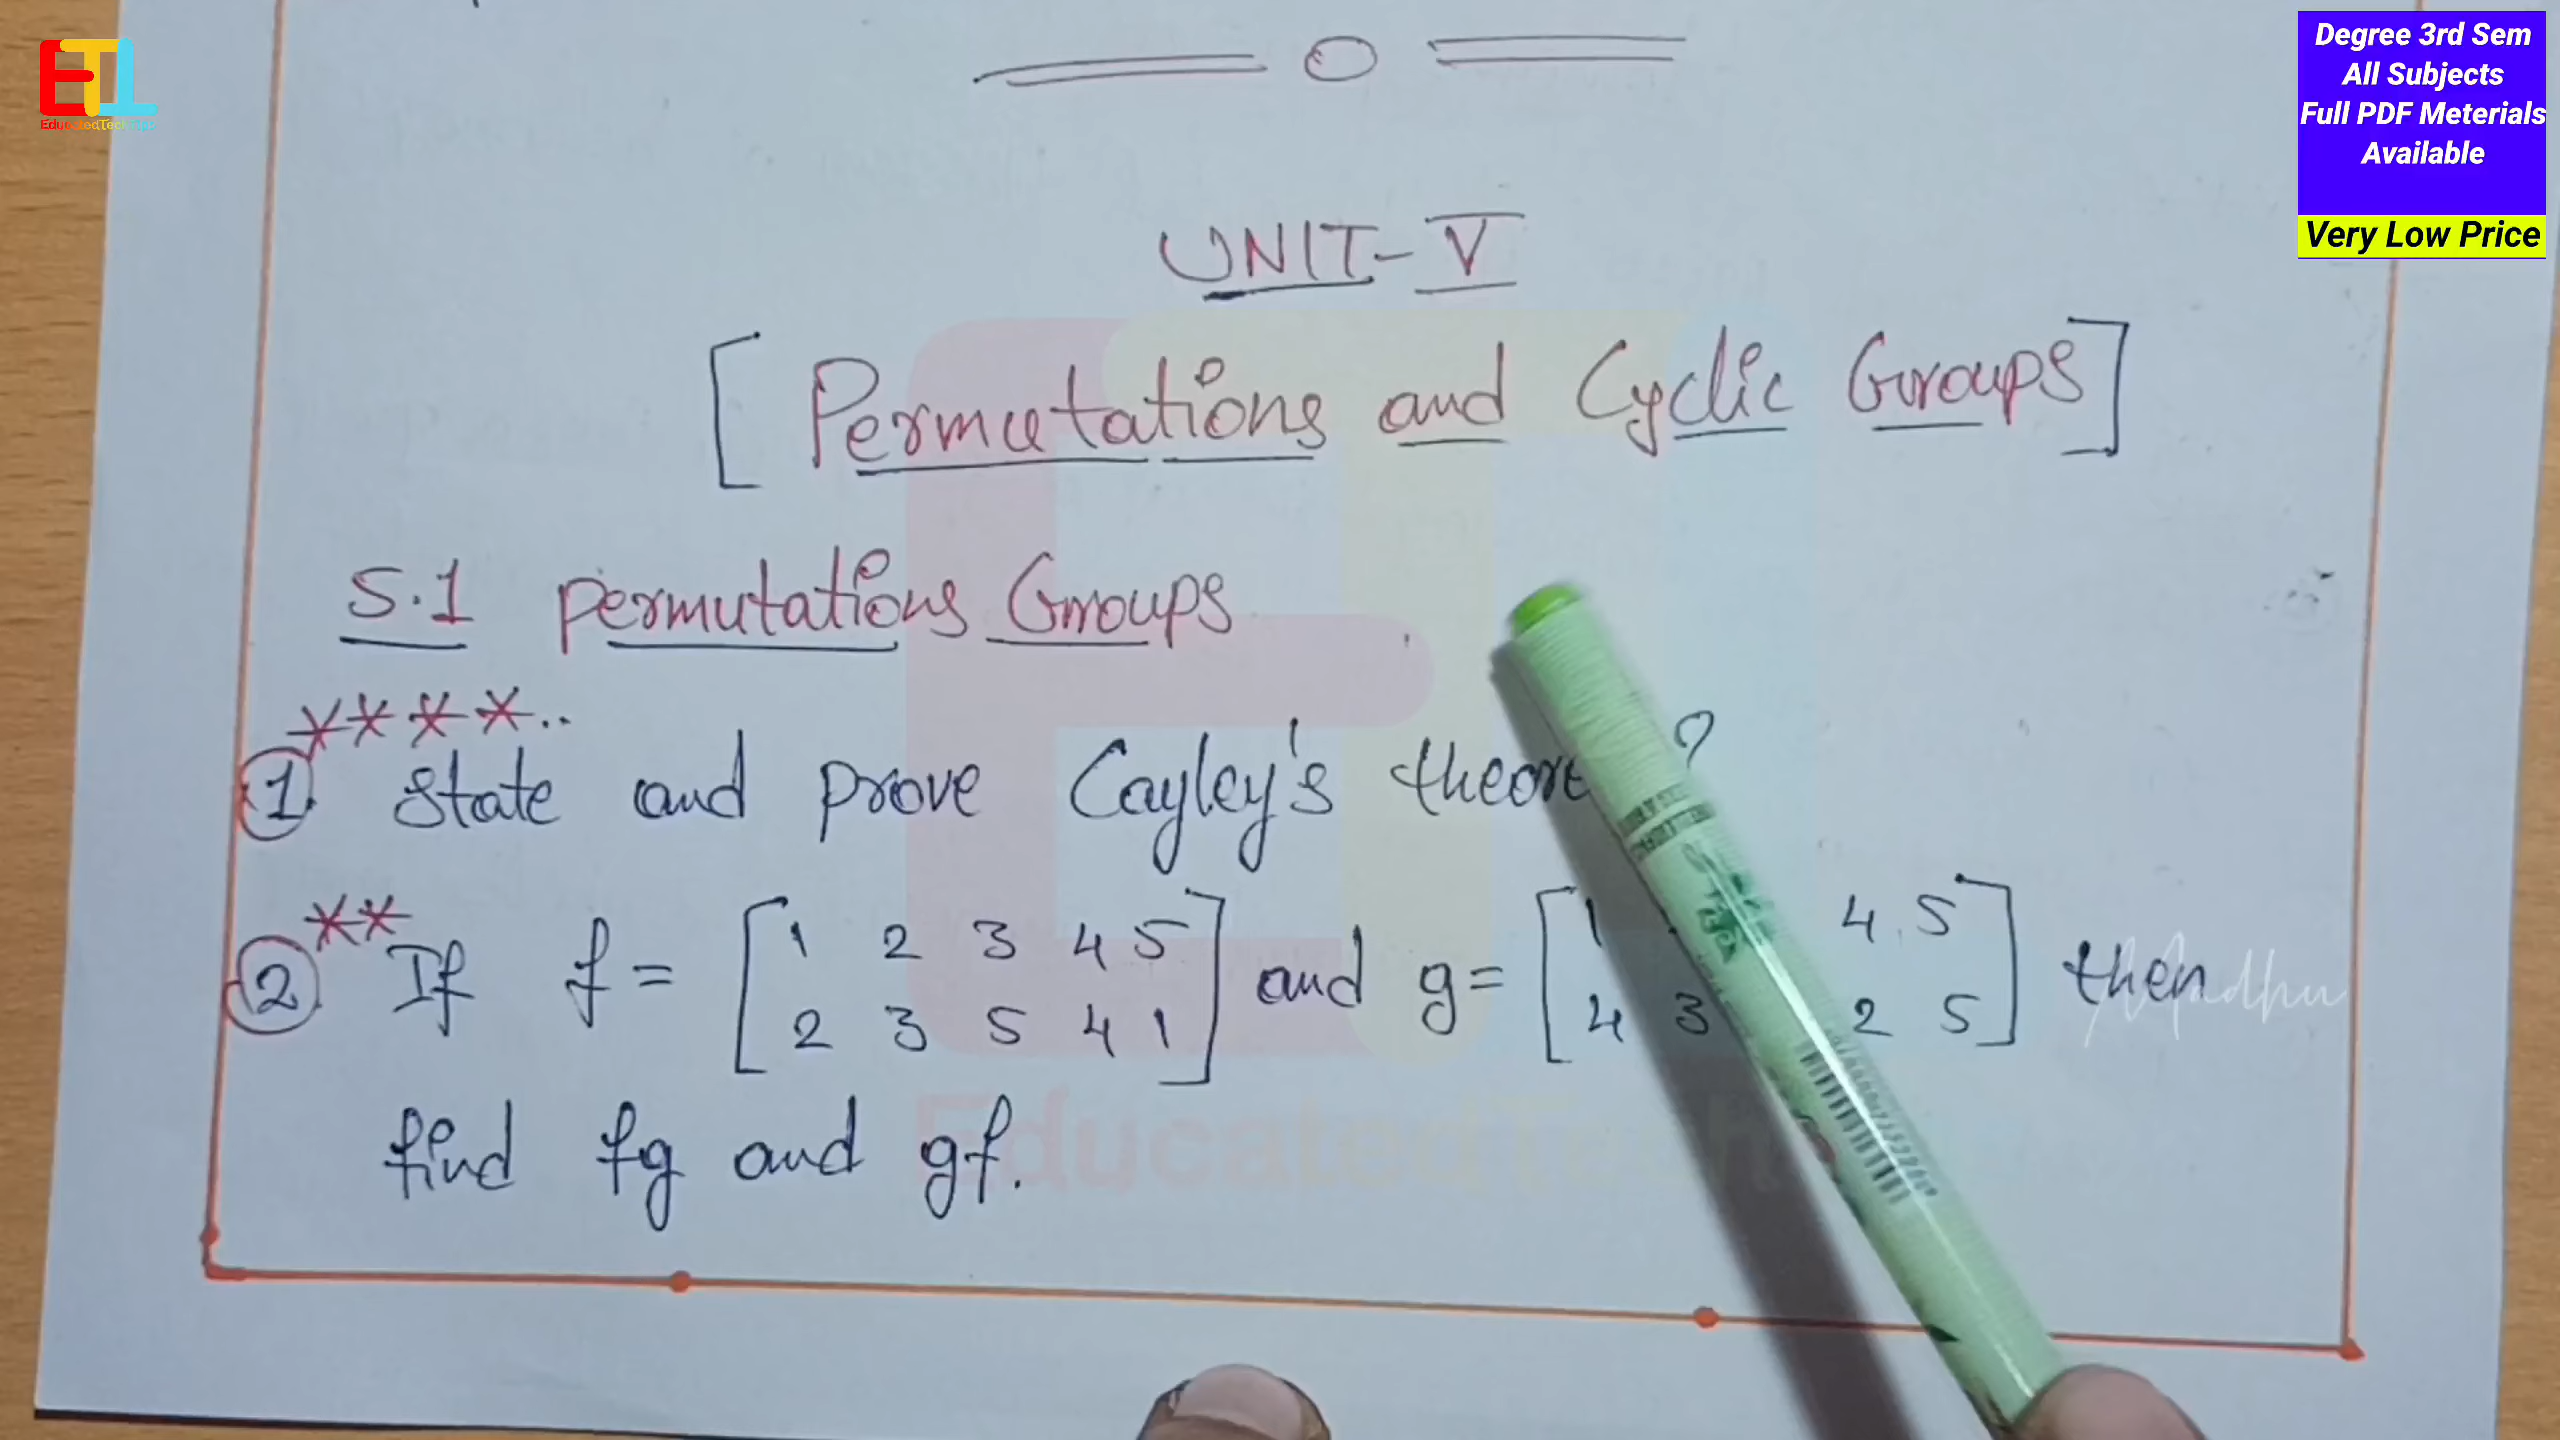 ETT
EducatedTechTips
Degree 3rd Sem
All Subjects
Full PDF Meterials
Available
Very Low Price
UNIT-V
[Permutations and Cyclic Groups]
5.1 Permutations Groups
****..
① State and prove Cayley's ?
**
② If f = [1 2 3 4 5 and g = [1 4 5] then
2 3 5 4 1] 4 3 2 5
find fg and gf.